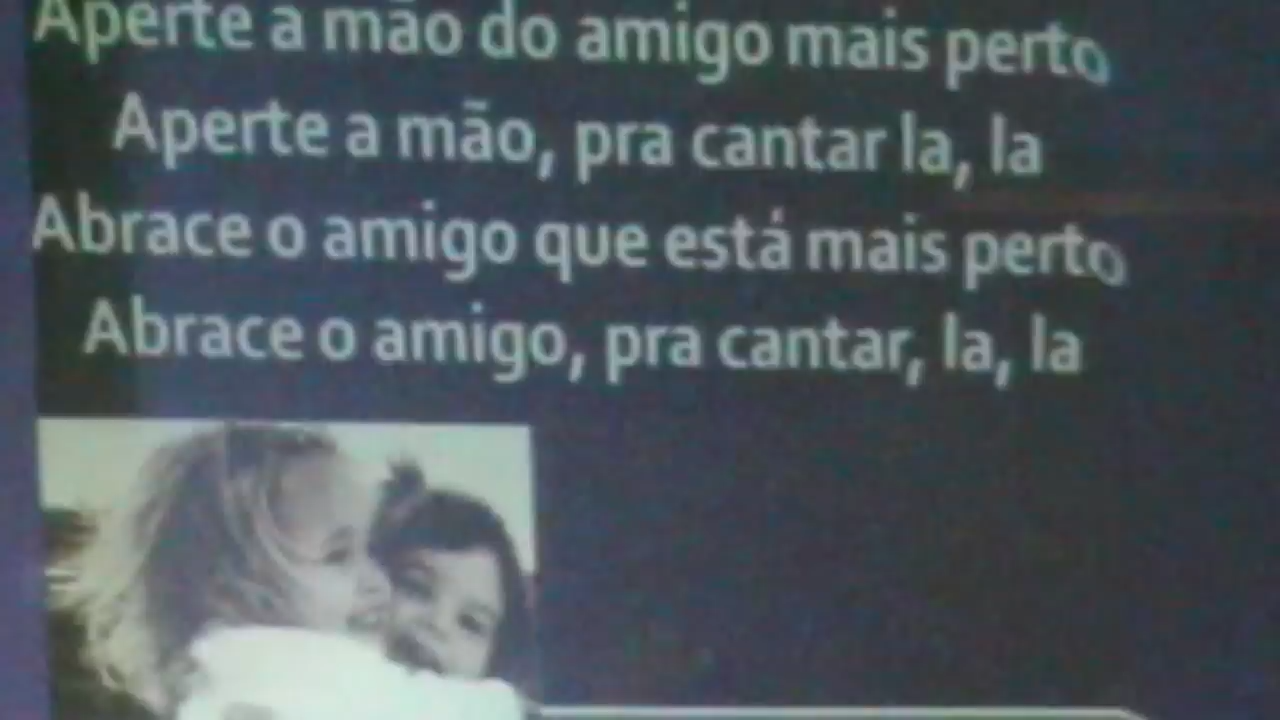 Aperte a mão do amigo mais perto
Aperte a mão, pra cantar la, la
Abrace o amigo que está mais perto
Abrace o amigo, pra cantar, la, la